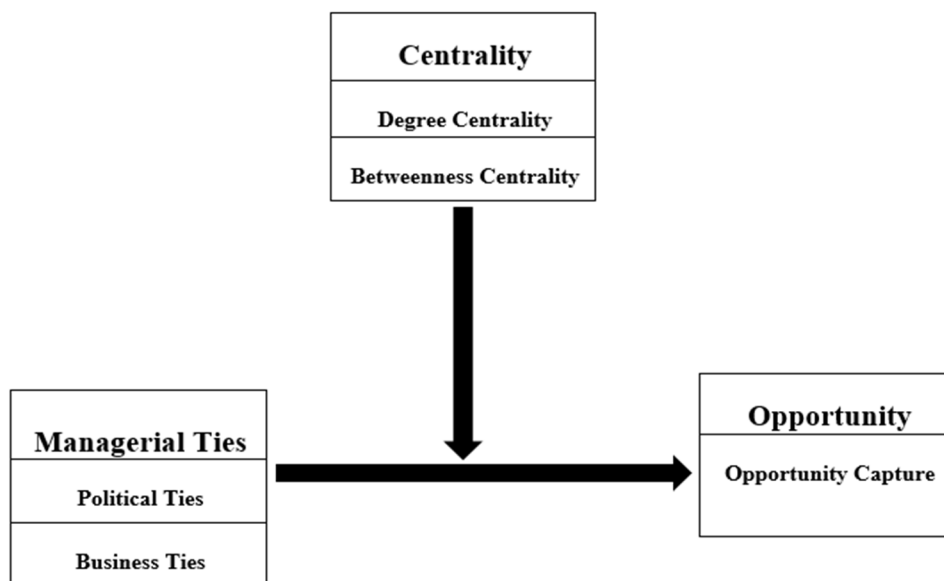 Centrality
Degree Centrality
Betweenness Centrality
Managerial Ties
Political Ties
Business Ties
Opportunity
Opportunity Capture